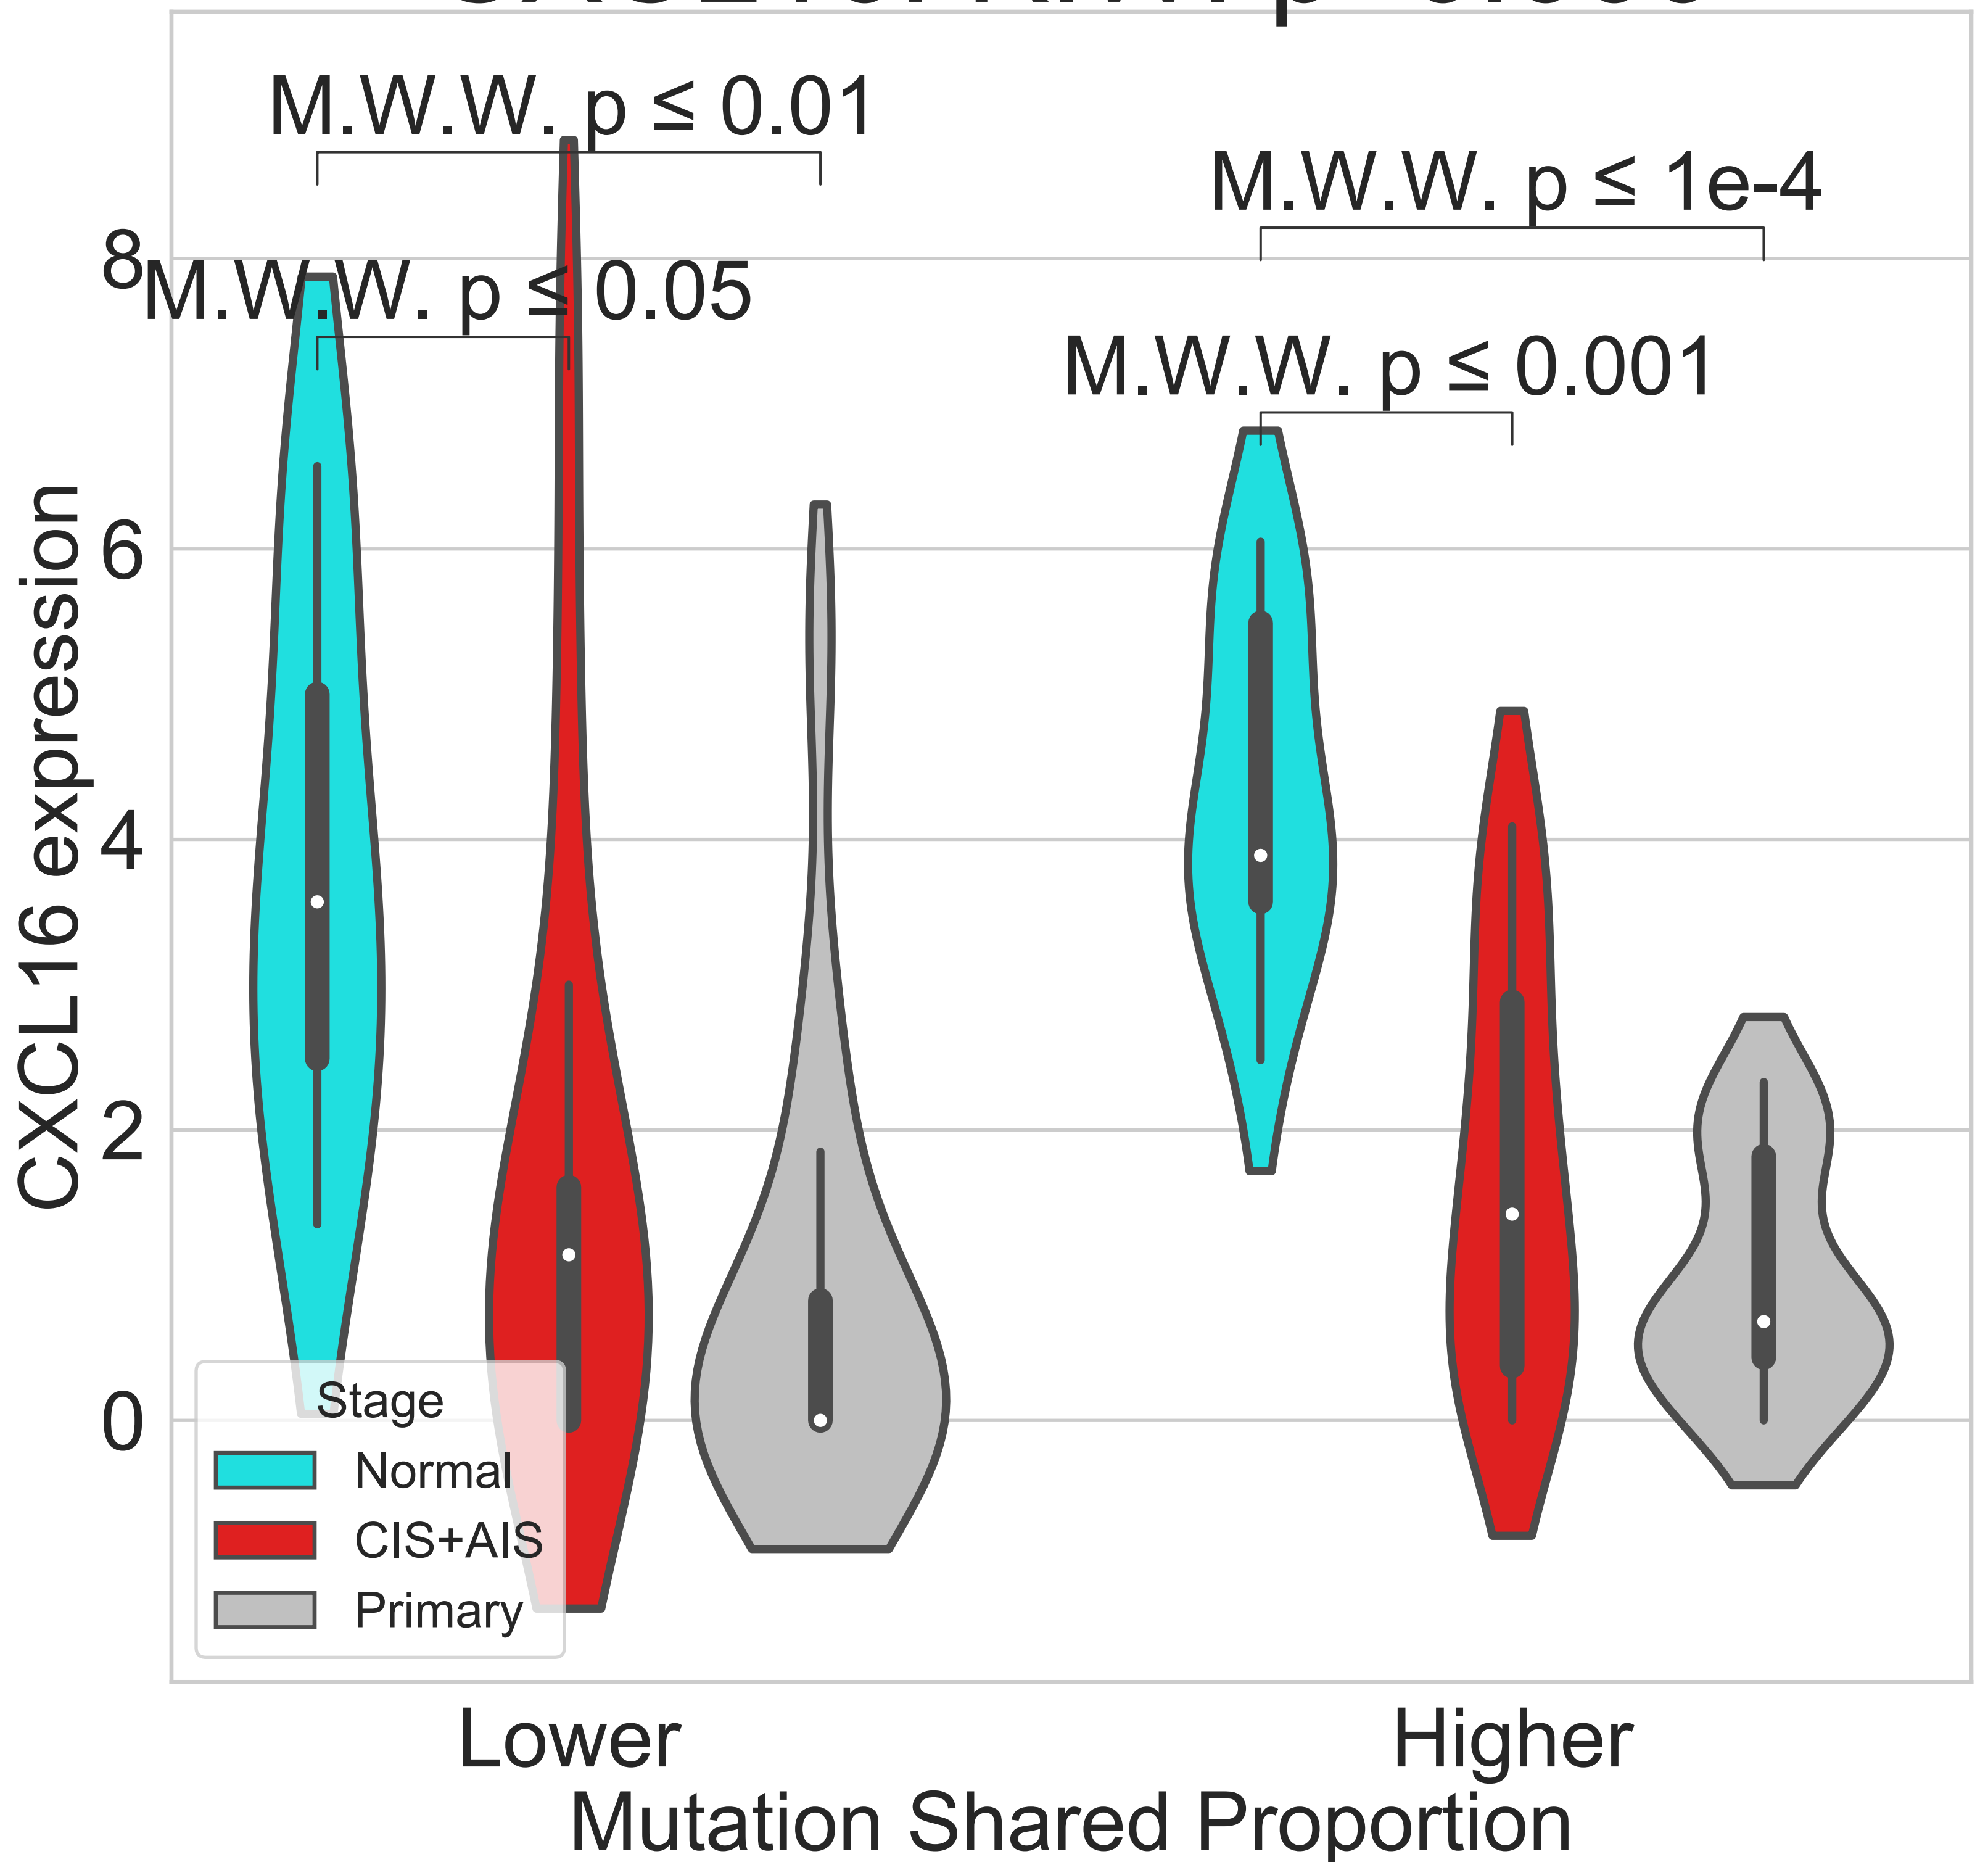 M.W.W. p ≤ 0.01
M.W.W. p ≤ 1e-4
M.W.W. p ≤ 0.05
M.W.W. p ≤ 0.001
CXCL16 expression
8
6
4
2
0
Stage
Normal
CIS+AIS
Primary
Lower
Higher
Mutation Shared Proportion